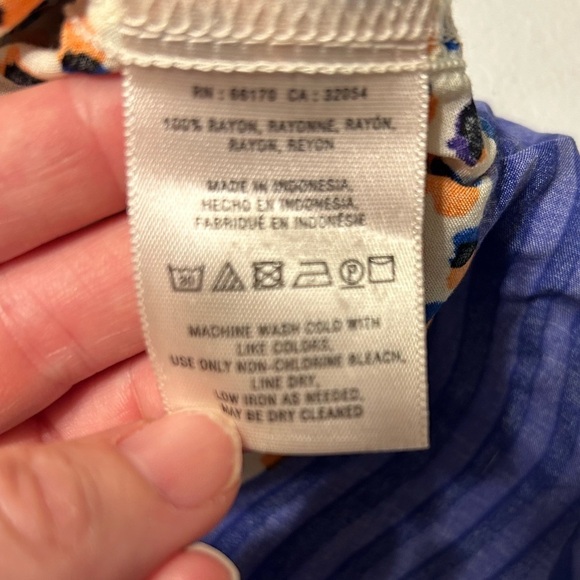 RN : 66170 CA : 32054
100% RAYON, RAYONNE, RAYÓN,
RAYON, REYON
MADE IN INDONESIA,
HECHO EN INDONESIA,
FABRIQUÉ EN INDONÉSIE
30 P
MACHINE WASH COLD WITH
LIKE COLORS,
USE ONLY NON-CHLORINE BLEACH,
LINE DRY,
LOW IRON AS NEEDED,
MAY BE DRY CLEANED